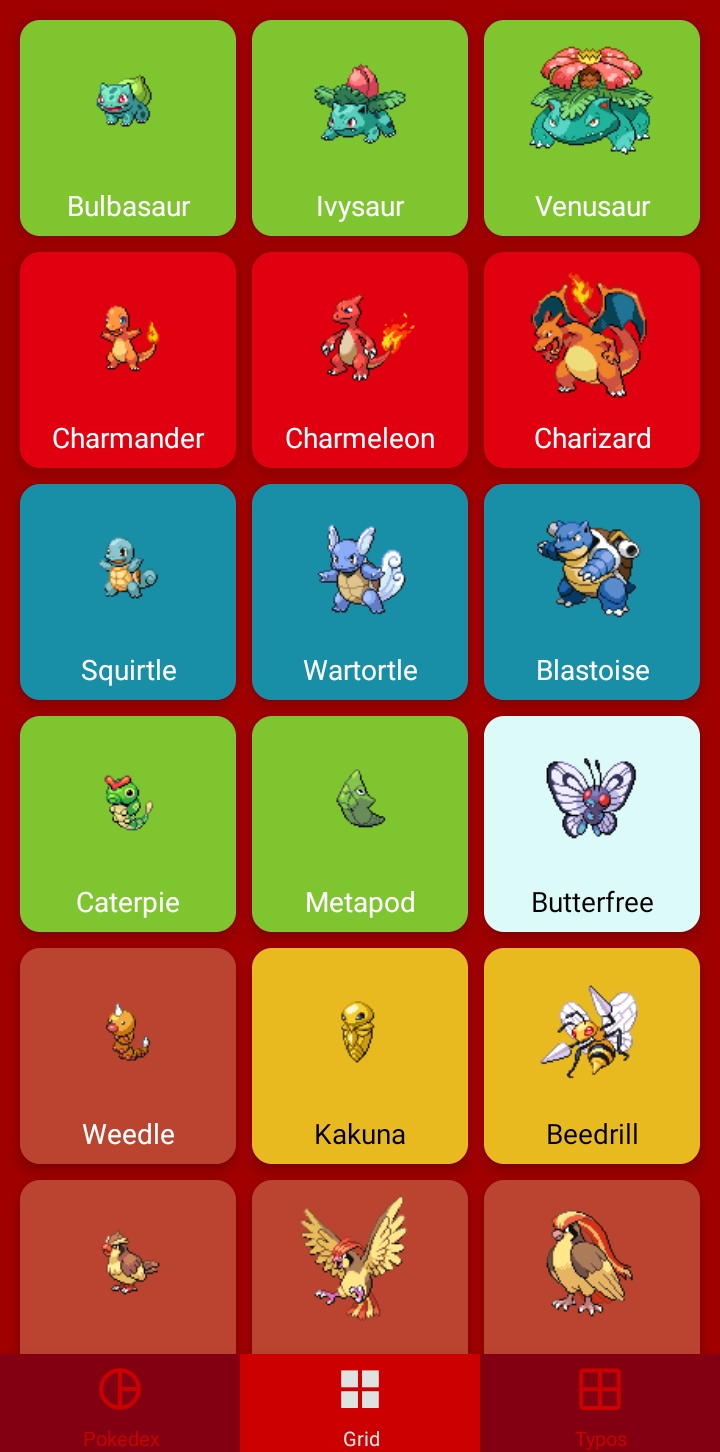 Bulbasaur Ivysaur Venusaur
Charmander Charmeleon Charizard
Squirtle Wartortle Blastoise
Caterpie Metapod Butterfree
Weedle Kakuna Beedrill
Pokedex Grid Typos